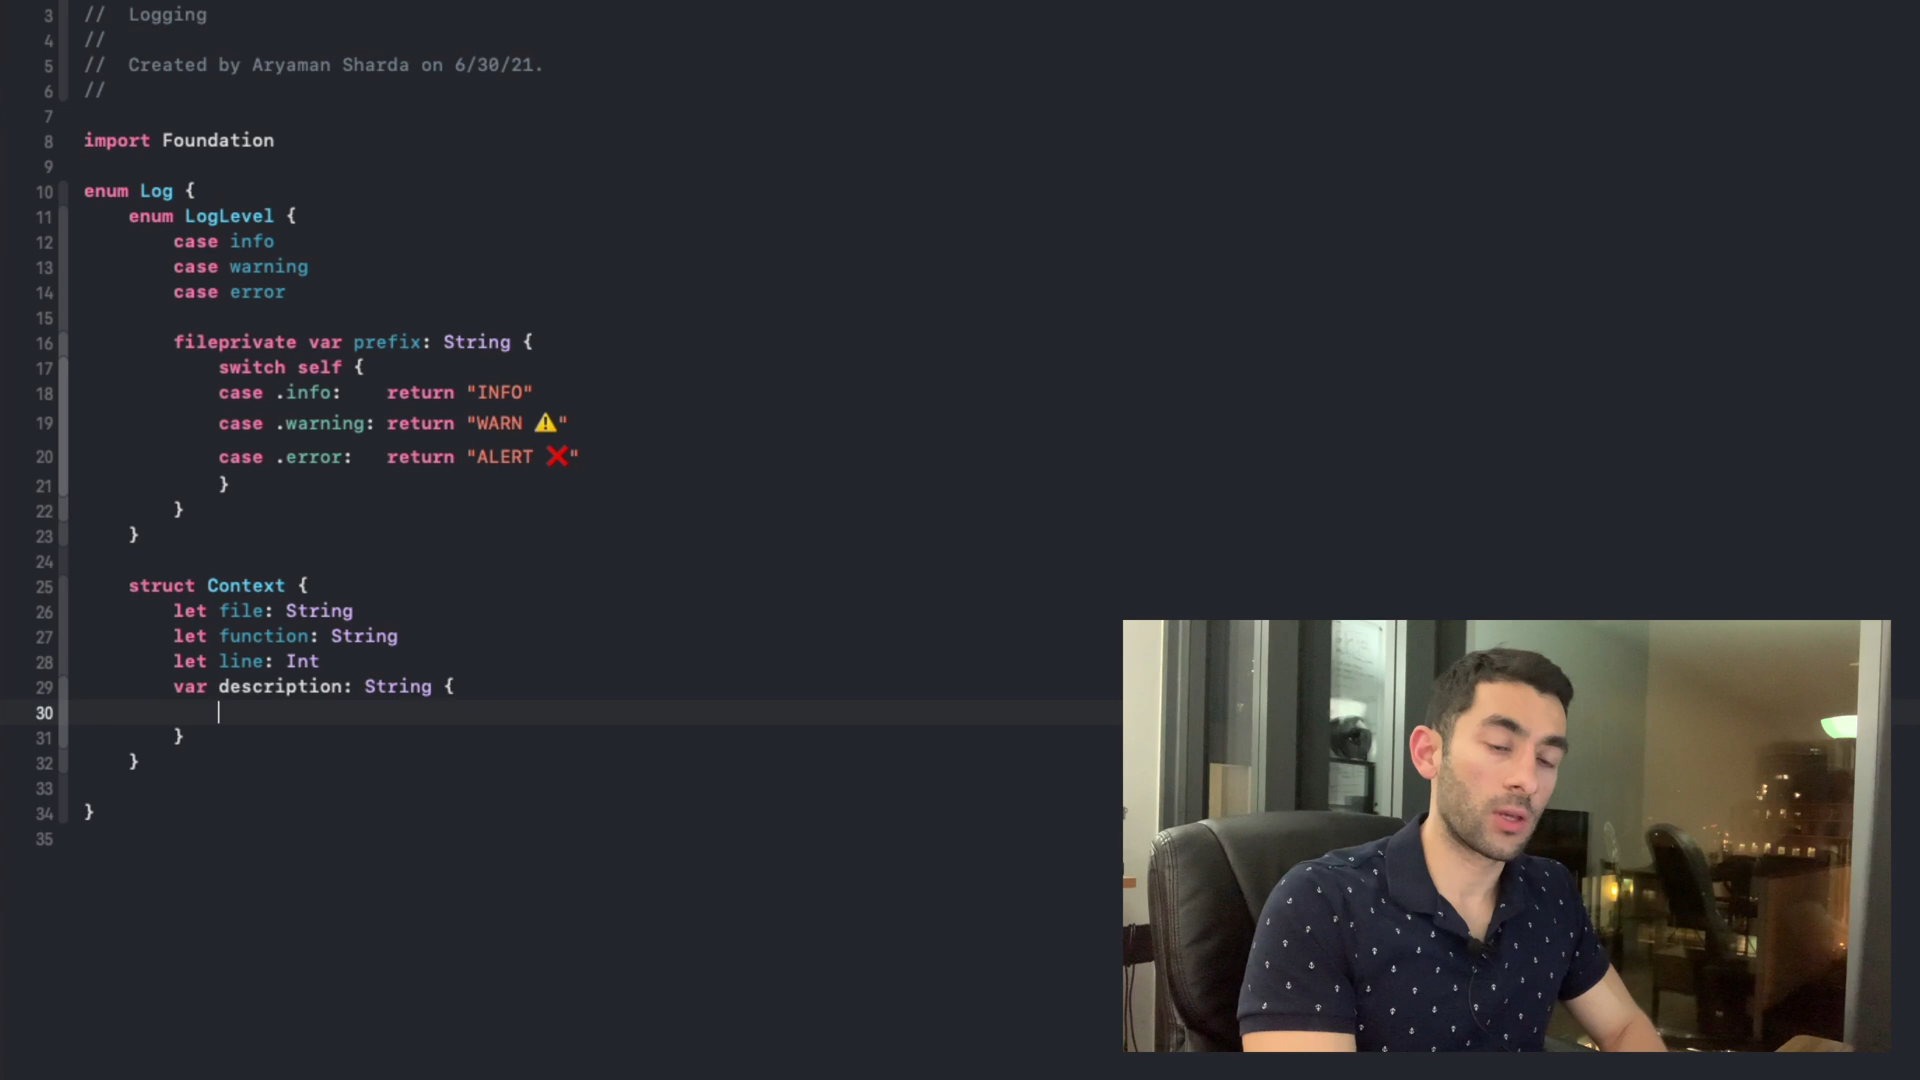 3 //  Logging
4 //
5 //  Created by Aryaman Sharda on 6/30/21.
6 //
7
8 import Foundation
9
10 enum Log {
11     enum LogLevel {
12         case info
13         case warning
14         case error
15
16         fileprivate var prefix: String {
17             switch self {
18             case .info:    return "INFO"
19             case .warning: return "WARN ⚠️"
20             case .error:   return "ALERT ❌"
21             }
22         }
23     }
24
25     struct Context {
26         let file: String
27         let function: String
28         let line: Int
29         var description: String {
30
31         }
32     }
33
34 }
35